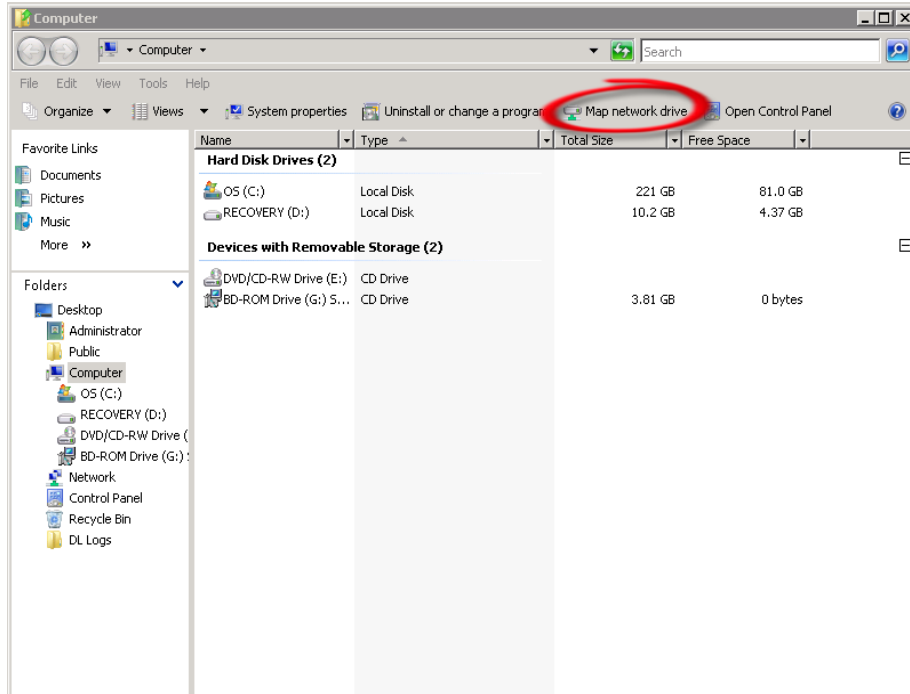 Computer
Computer
Search
File Edit View Tools Help
Organize Views System properties Uninstall or change a program Map network drive Open Control Panel
Favorite Links
Documents
Pictures
Music
More »
Folders
Desktop
Administrator
Public
Computer
OS (C:)
RECOVERY (D:)
DVD/CD-RW Drive (
BD-ROM Drive (G:) S
Network
Control Panel
Recycle Bin
DL Logs
Name Type Total Size Free Space
Hard Disk Drives (2)
OS (C:) Local Disk 221 GB 81.0 GB
RECOVERY (D:) Local Disk 10.2 GB 4.37 GB
Devices with Removable Storage (2)
DVD/CD-RW Drive (E:) CD Drive
BD-ROM Drive (G:) S... CD Drive 3.81 GB 0 bytes